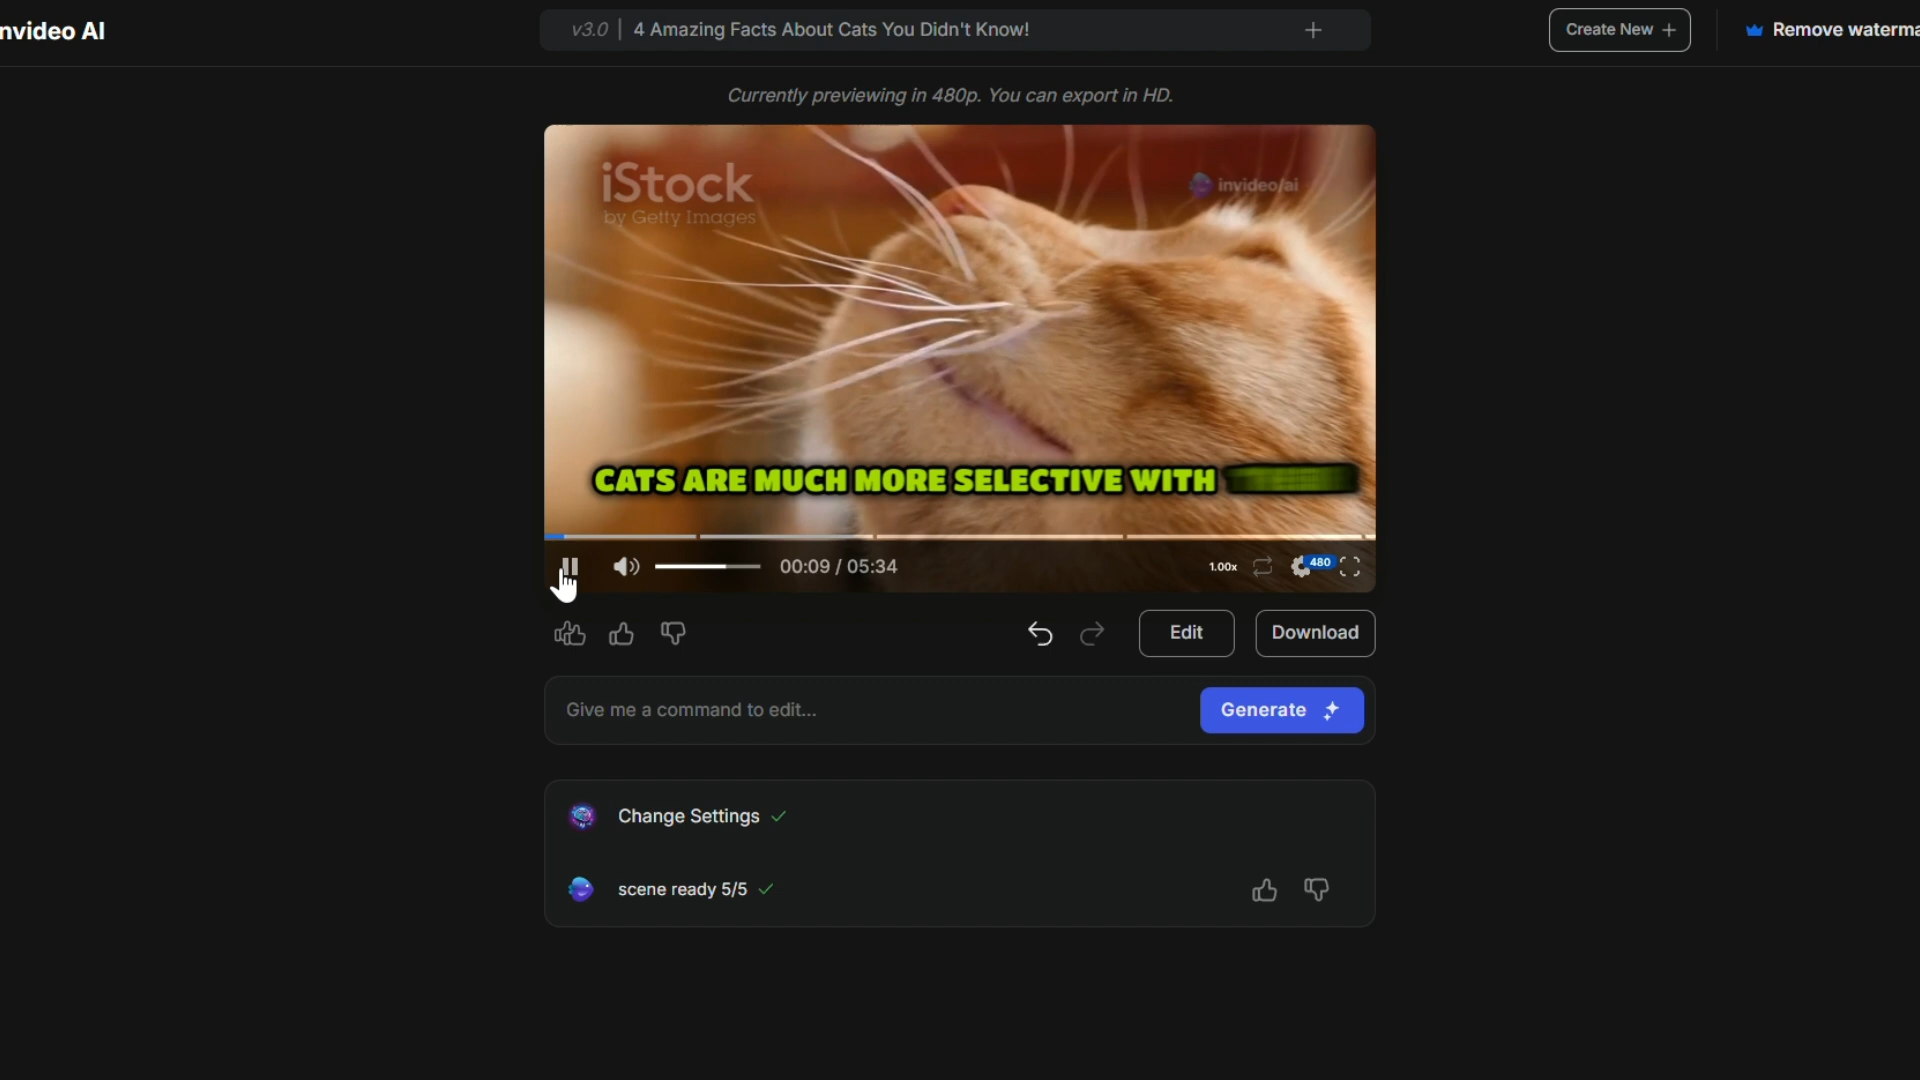 nvideo AI
v3.0 | 4 Amazing Facts About Cats You Didn't Know!
Create New
Remove waterma
Currently previewing in 480p. You can export in HD.
iStock
by Getty Images
invideo/ai
CATS ARE MUCH MORE SELECTIVE WITH
00:09 / 05:34
1.00x
480
Edit
Download
Give me a command to edit...
Generate
Change Settings
scene ready 5/5